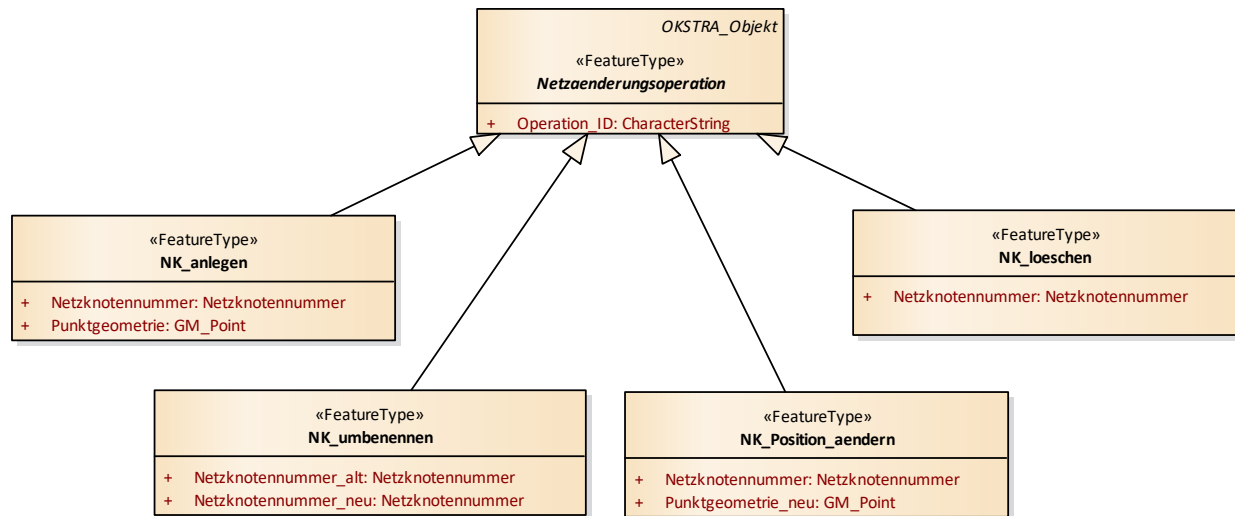 OKSTRA_Objekt
«FeatureType»
Netzaenderungsoperation
+ Operation_ID: CharacterString
«FeatureType»
NK_anlegen
+ Netzknotennummer: Netzknotennummer
+ Punktgeometrie: GM_Point
«FeatureType»
NK_loeschen
+ Netzknotennummer: Netzknotennummer
«FeatureType»
NK_umbenennen
+ Netzknotennummer_alt: Netzknotennummer
+ Netzknotennummer_neu: Netzknotennummer
«FeatureType»
NK_Position_aendern
+ Netzknotennummer: Netzknotennummer
+ Punktgeometrie_neu: GM_Point